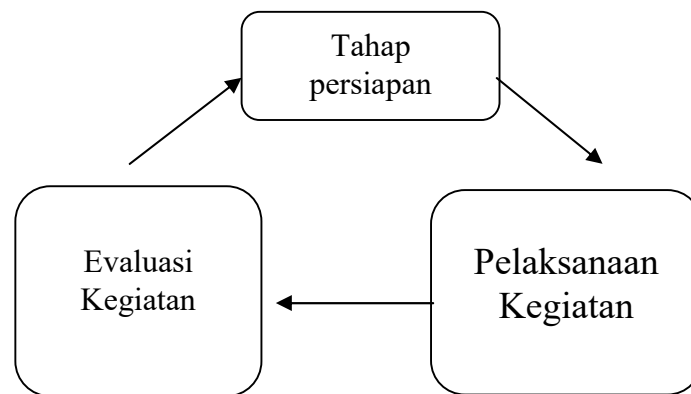 Tahap
persiapan
Pelaksanaan
Kegiatan
Evaluasi
Kegiatan